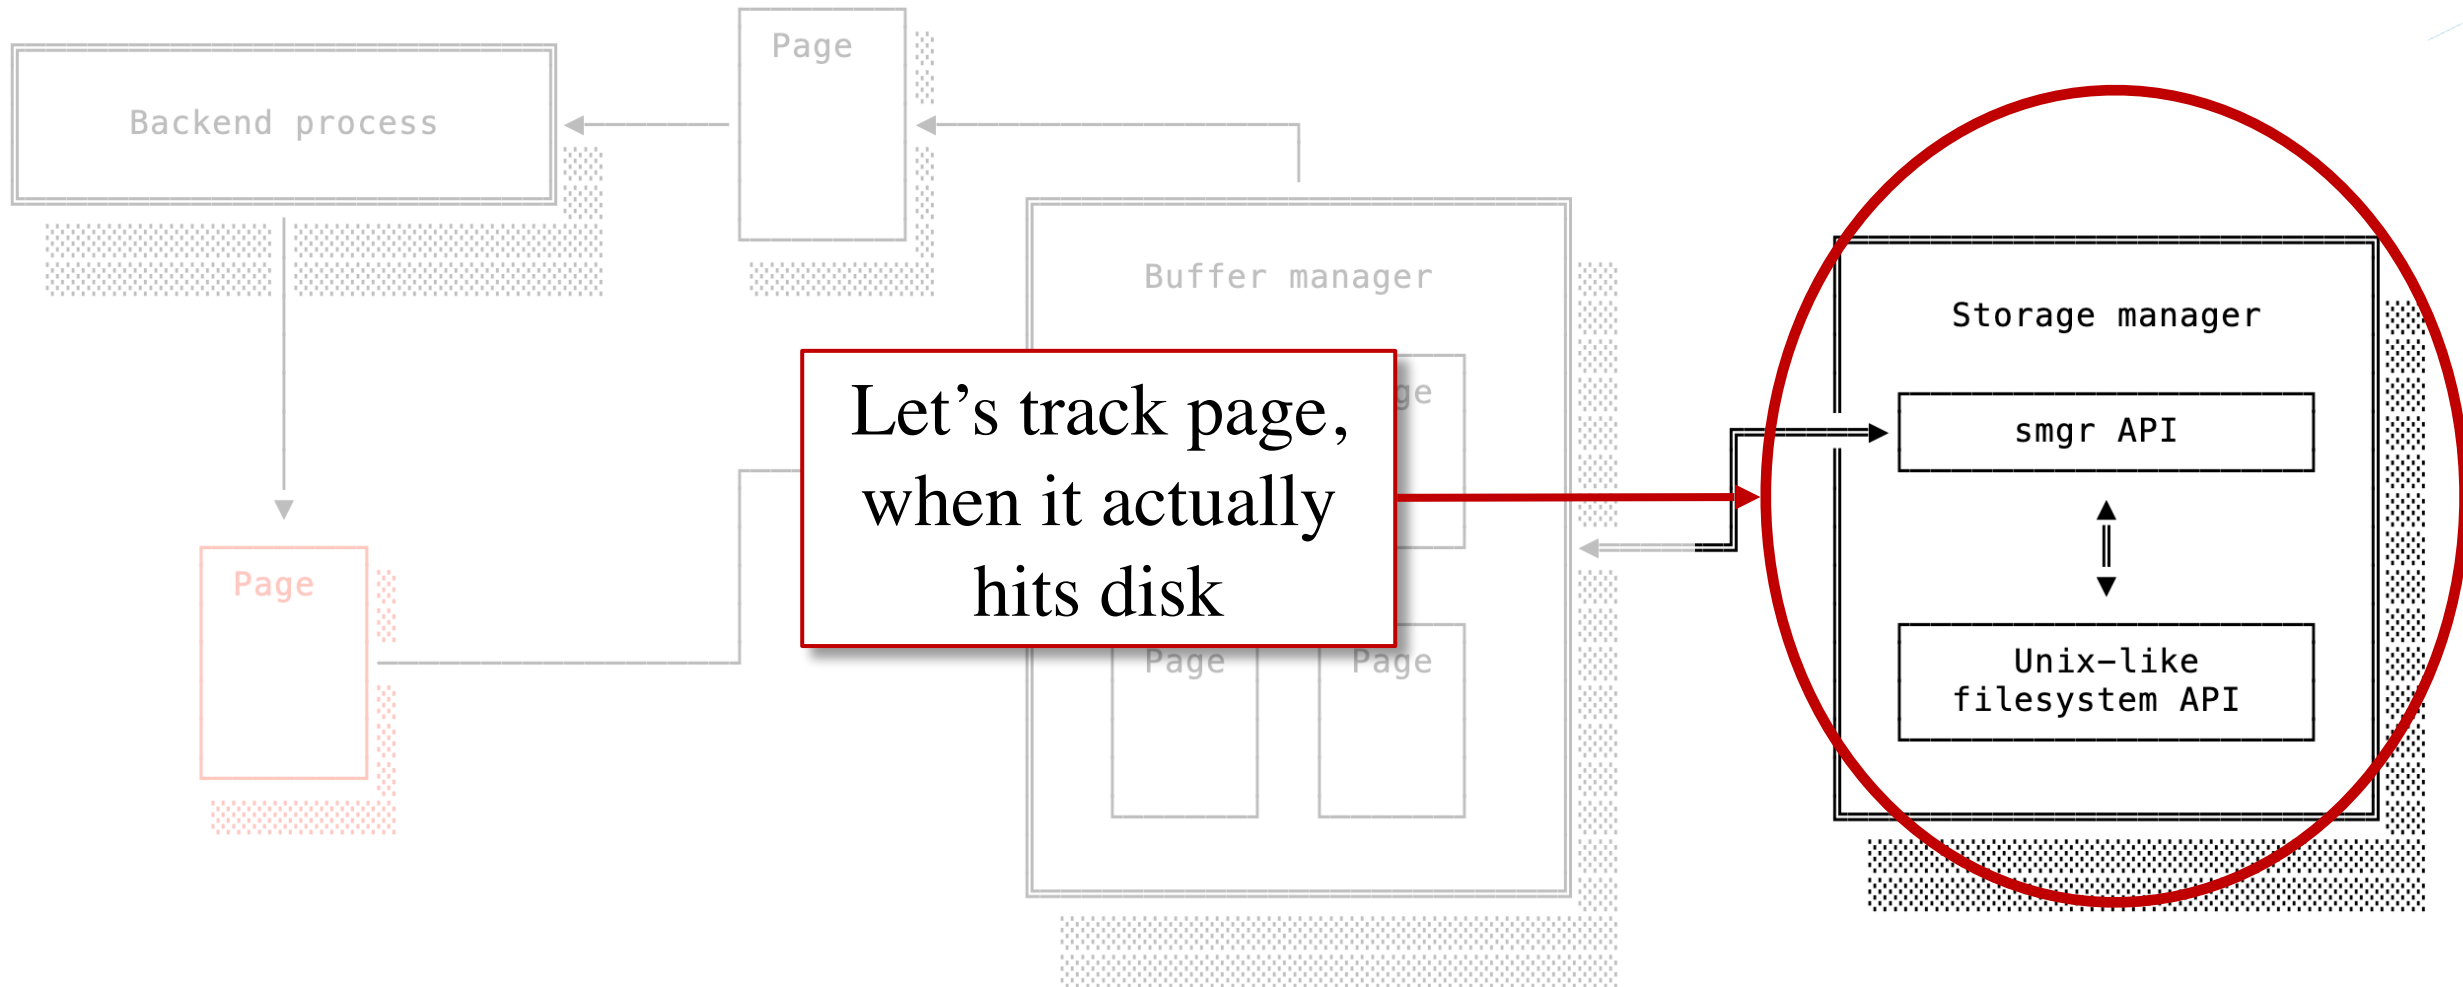 Page
Backend process
Buffer manager
Storage manager
Let’s track page,
when it actually
hits disk
smgr API
Page
Page
Page
Unix-like
filesystem API